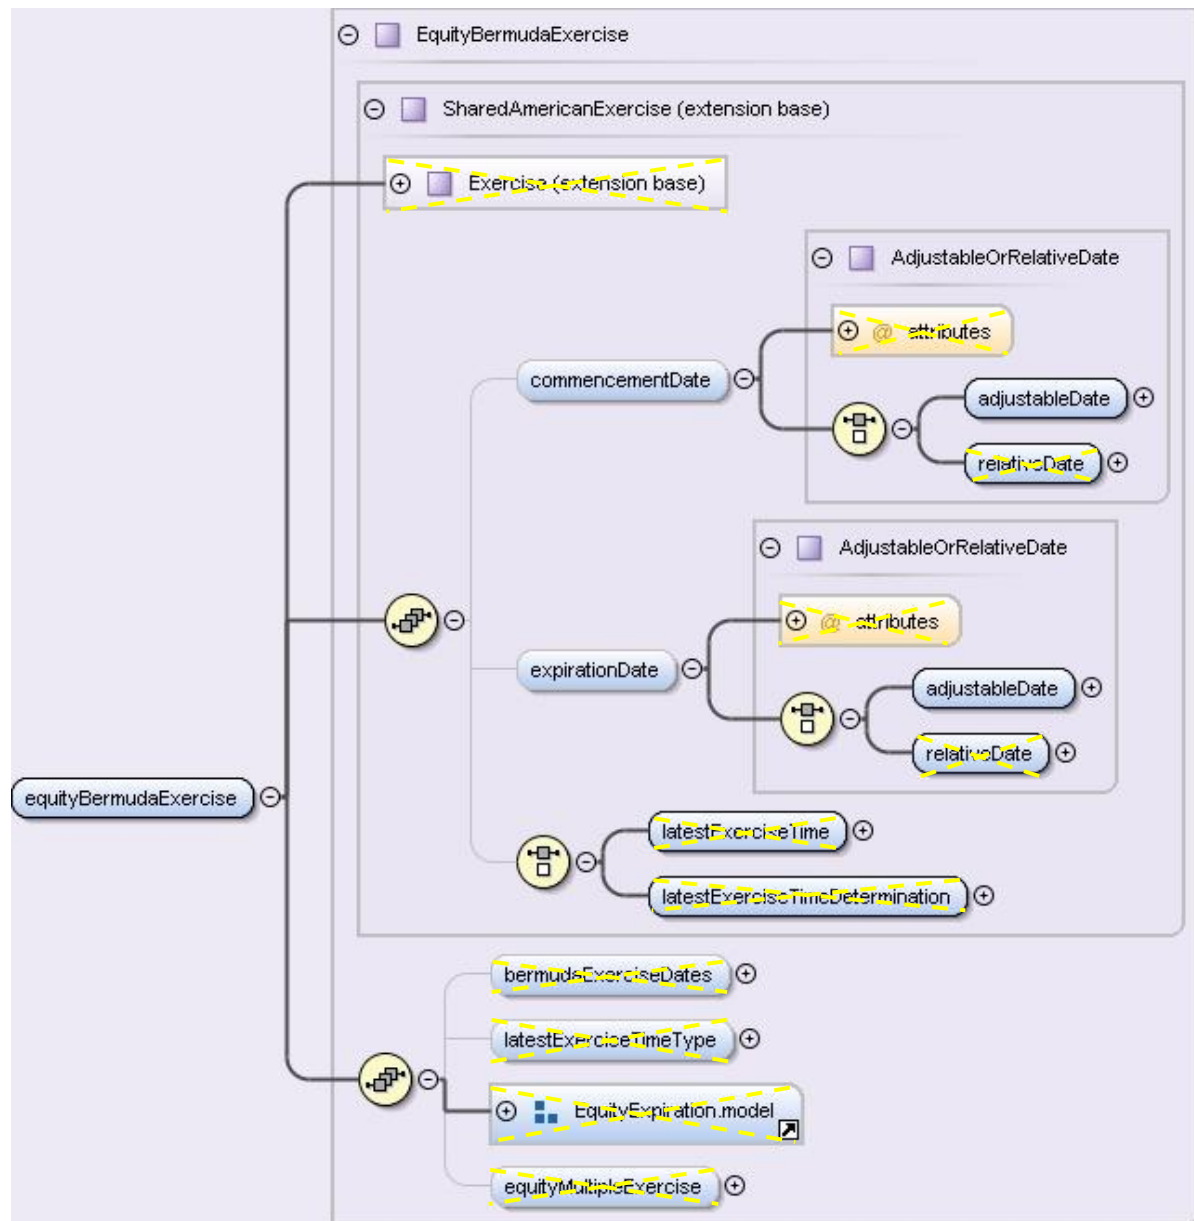 EquityBermudaExercise
SharedAmericanExercise (extension base)
Exercise (extension base)
AdjustableOrRelativeDate
@ attributes
commencementDate
adjustableDate
relativeDate
AdjustableOrRelativeDate
@ attributes
expirationDate
adjustableDate
relativeDate
equityBermudaExercise
latestExerciseTime
latestExerciseTimeDetermination
bermudaExerciseDates
latestExerciseTimeType
EquityExpiration.model
equityMultipleExercise